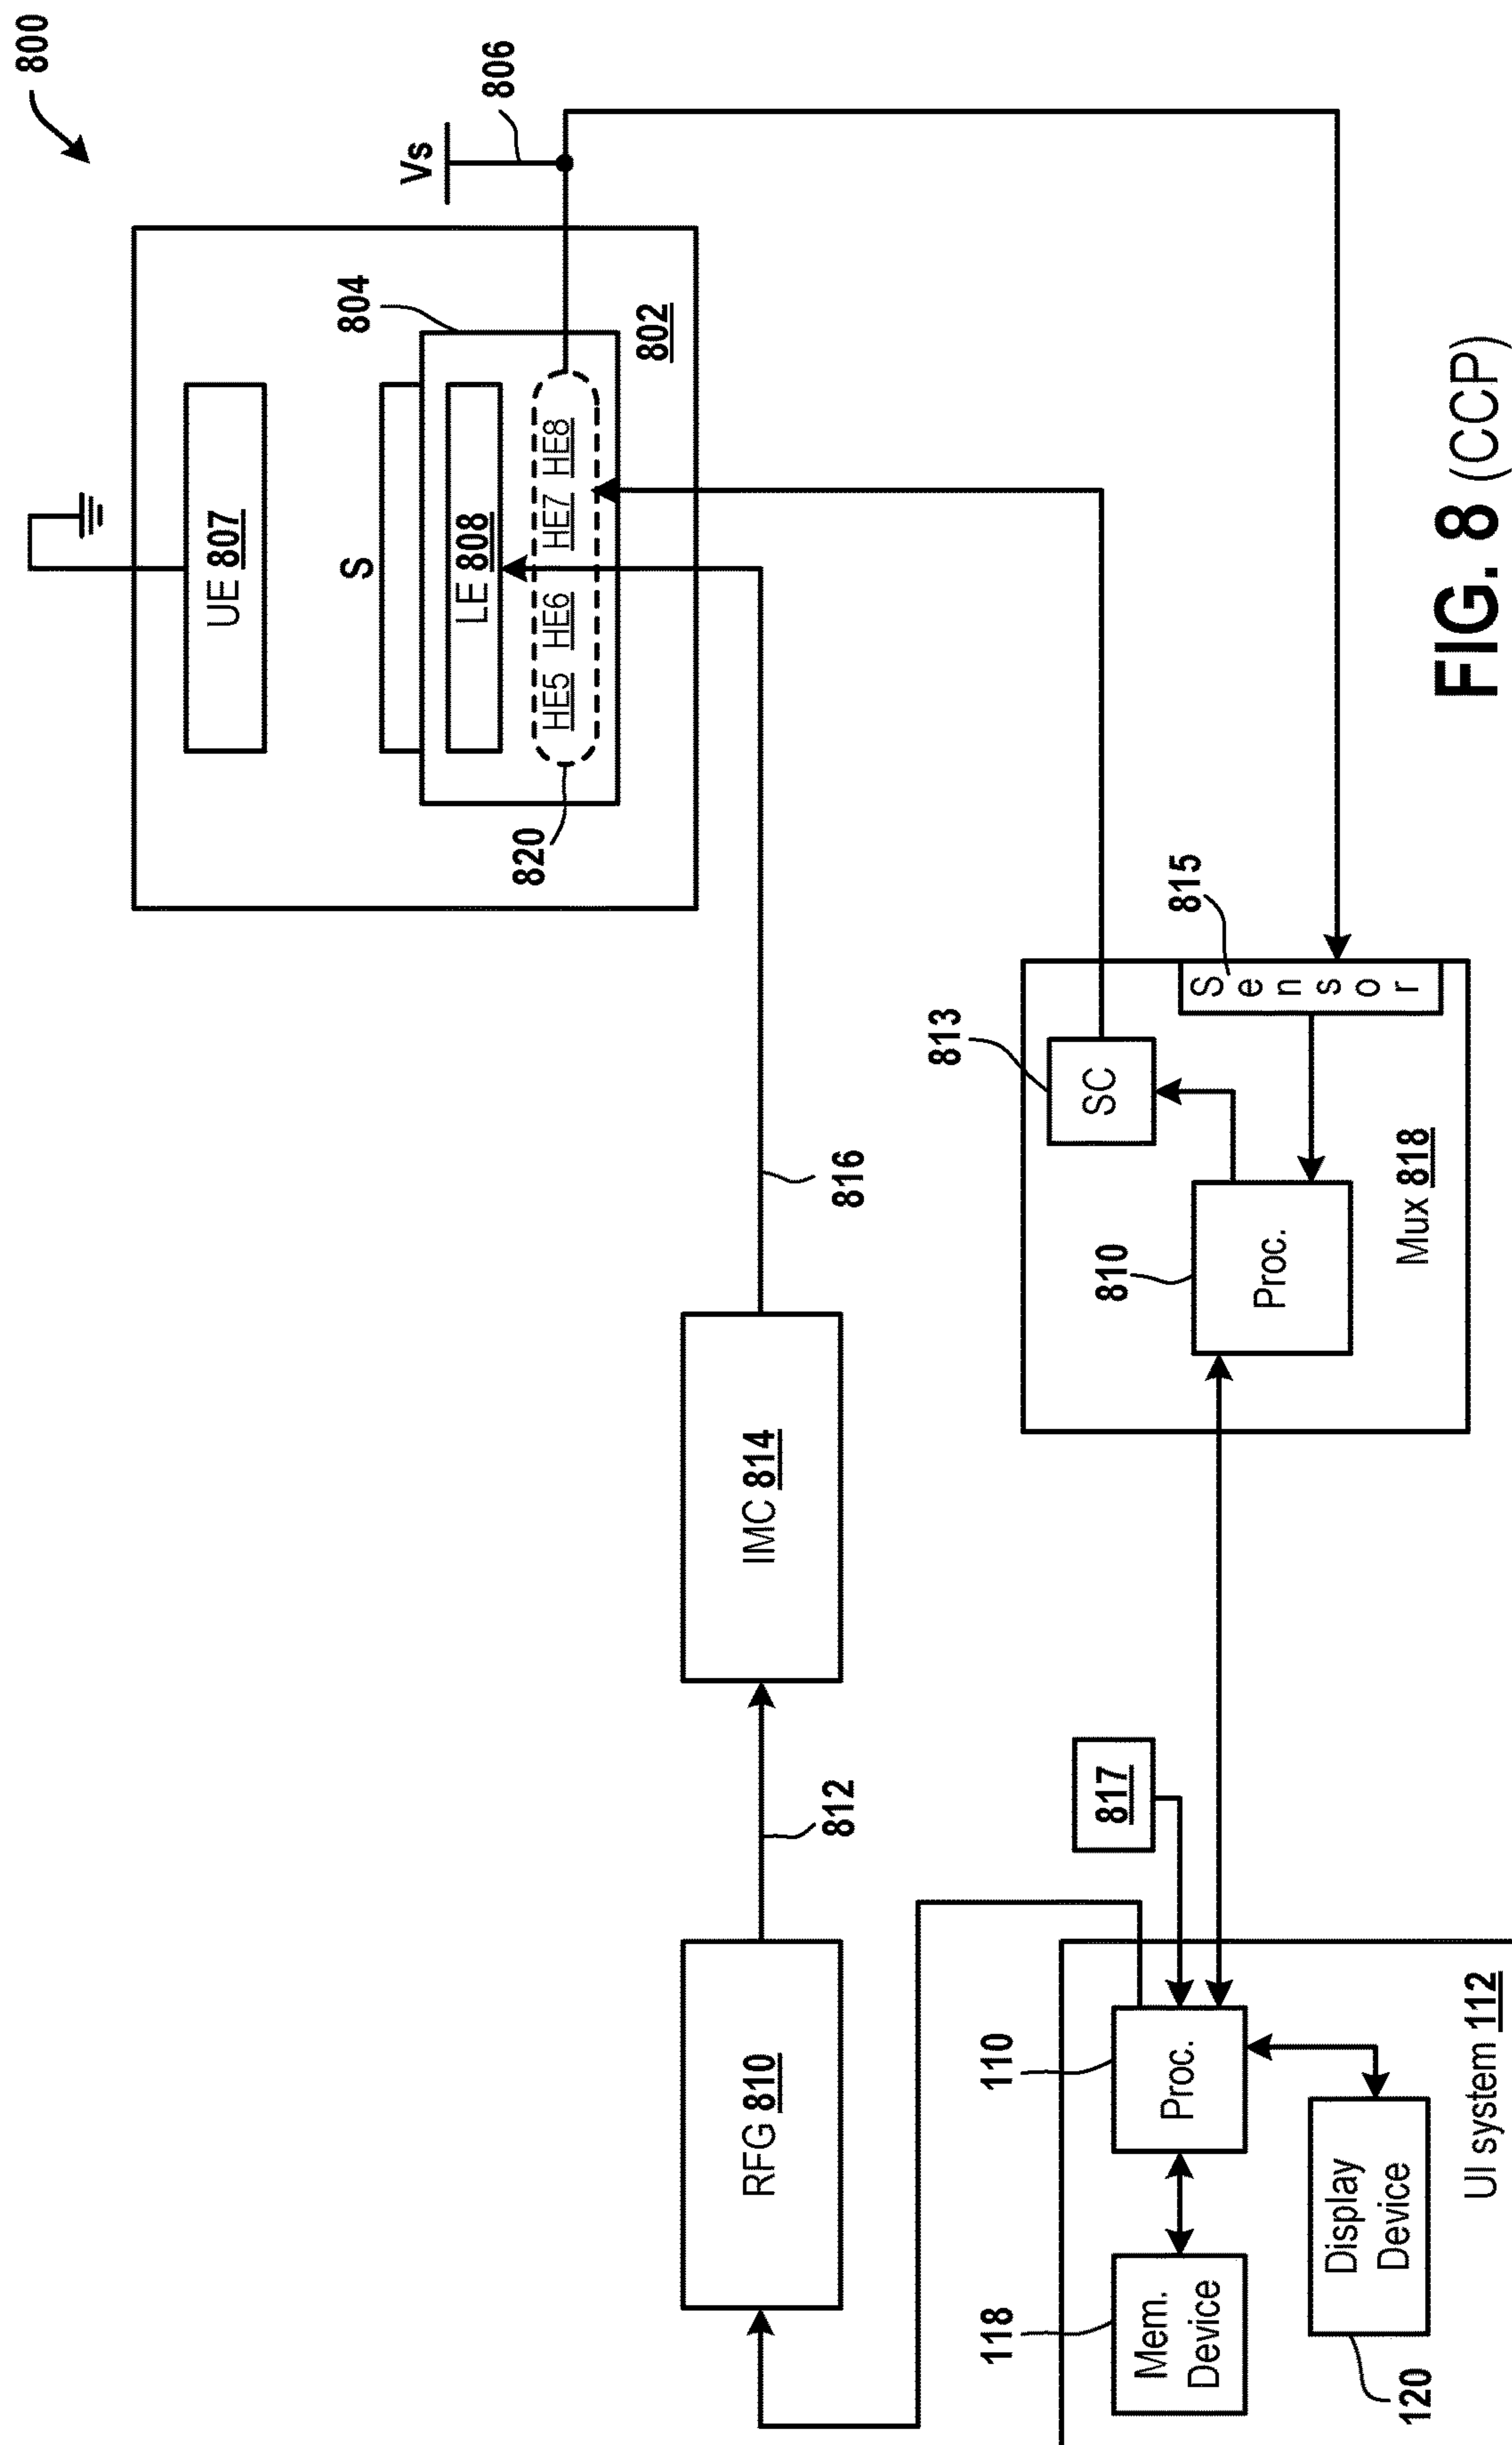 800
Vs
806
UE 807
804
S
LE 808
HE5 HE6 HE7 HE8
820
802
RFG 810
812
IMC 814
816
817
813
SC
815
Sensor
810
Proc.
Mux 818
118
Mem.
Device
110
Proc.
Display
Device
120
UI system 112
FIG. 8 (CCP)